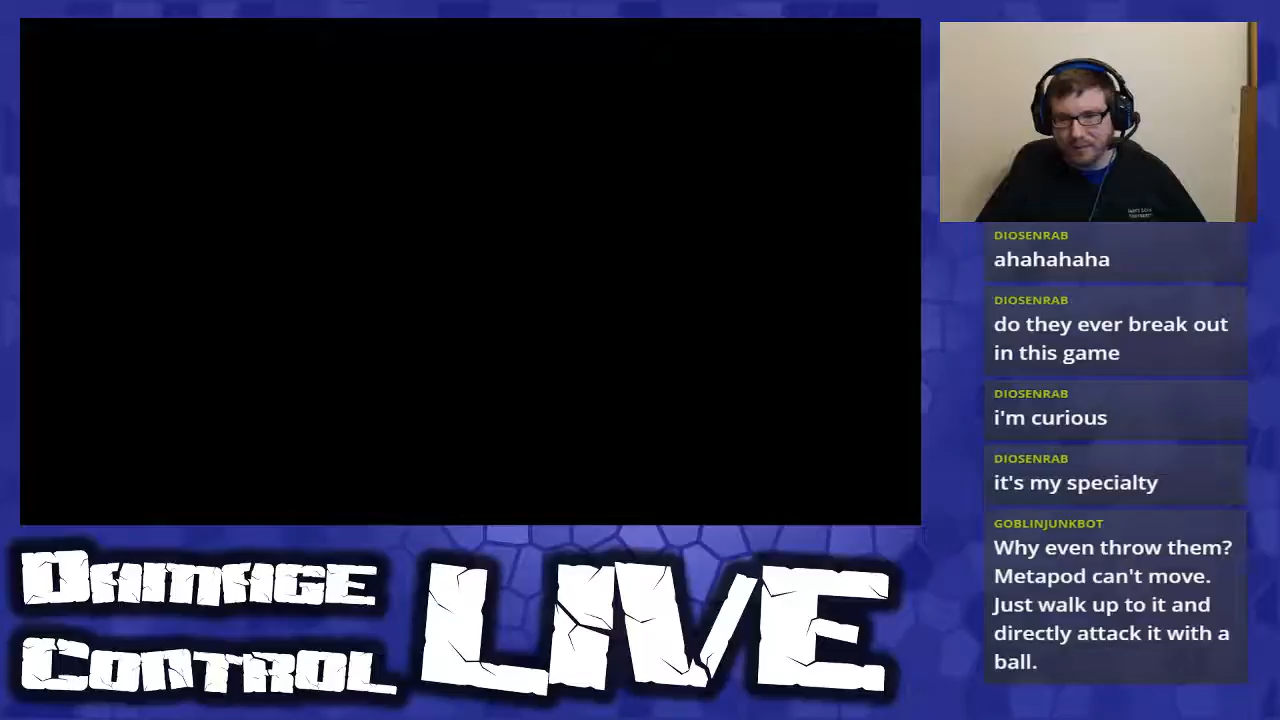 DIOSENRAB
ahahahaha
DIOSENRAB
do they ever break out
in this game
DIOSENRAB
i'm curious
DIOSENRAB
it's my specialty
GOBLINJUNKBOT
Why even throw them?
Metapod can't move.
Just walk up to it and
directly attack it with a
ball.
DAMAGE
CONTROL
LIVE